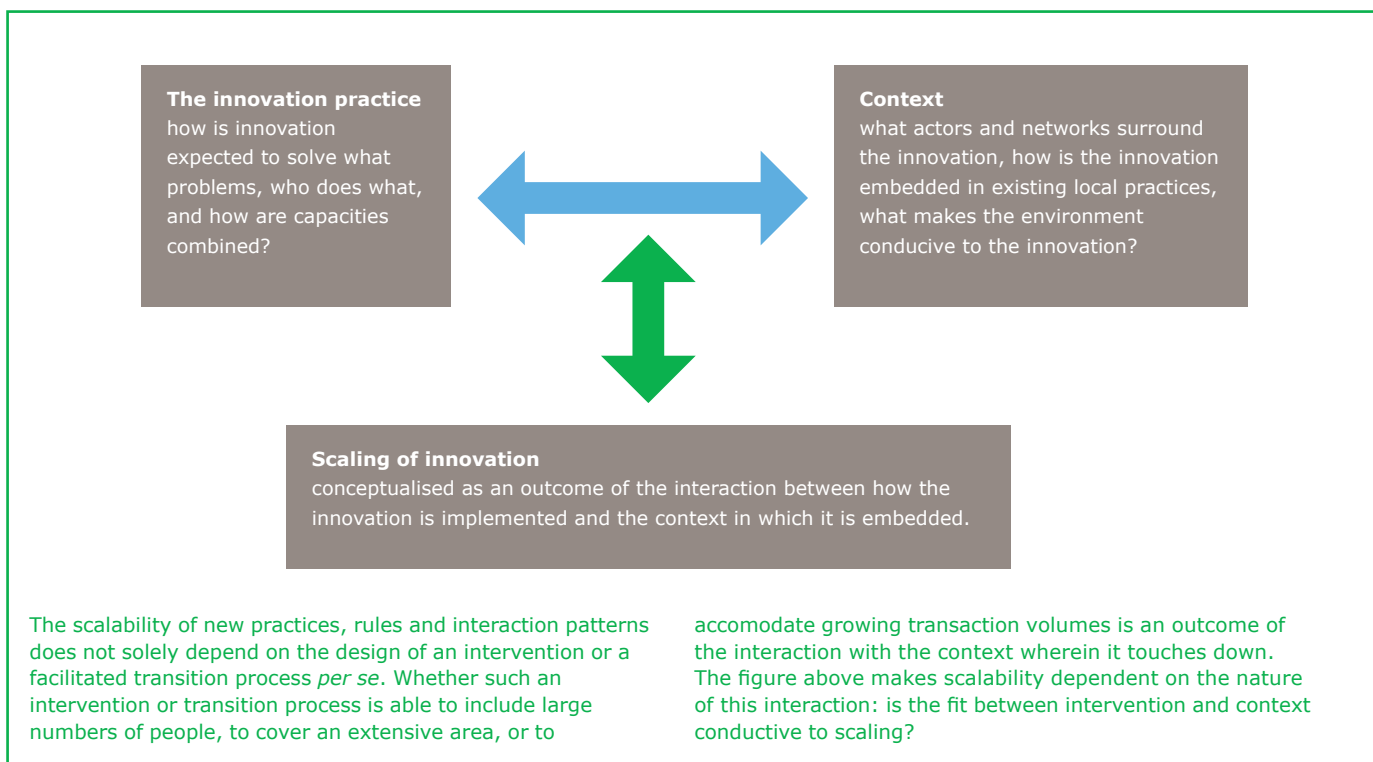 The innovation practice
how is innovation
expected to solve what
problems, who does what,
and how are capacities
combined?
Context
what actors and networks surround
the innovation, how is the innovation
embedded in existing local practices,
what makes the environment
conducive to the innovation?
Scaling of innovation
conceptualised as an outcome of the interaction between how the
innovation is implemented and the context in which it is embedded.
The scalability of new practices, rules and interaction patterns
does not solely depend on the design of an intervention or a
facilitated transition process per se. Whether such an
intervention or transition process is able to include large
numbers of people, to cover an extensive area, or to
accomodate growing transaction volumes is an outcome of
the interaction with the context wherein it touches down.
The figure above makes scalability dependent on the nature
of this interaction: is the fit between intervention and context
conductive to scaling?